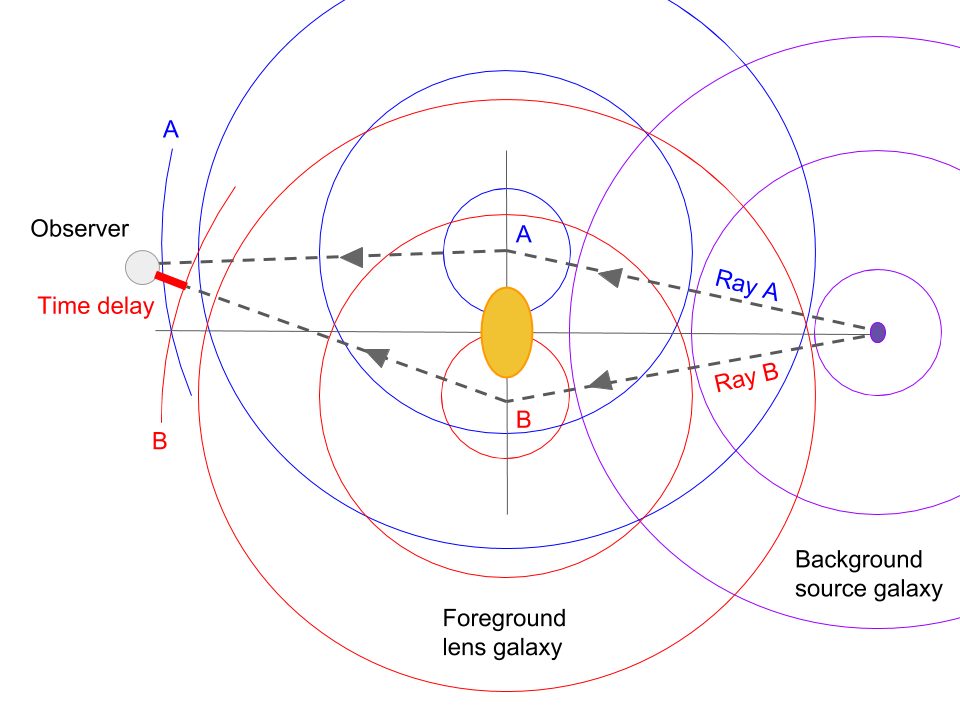 A
Observer
A
Ray A
Time delay
Ray B
B
B
Background
source galaxy
Foreground
lens galaxy